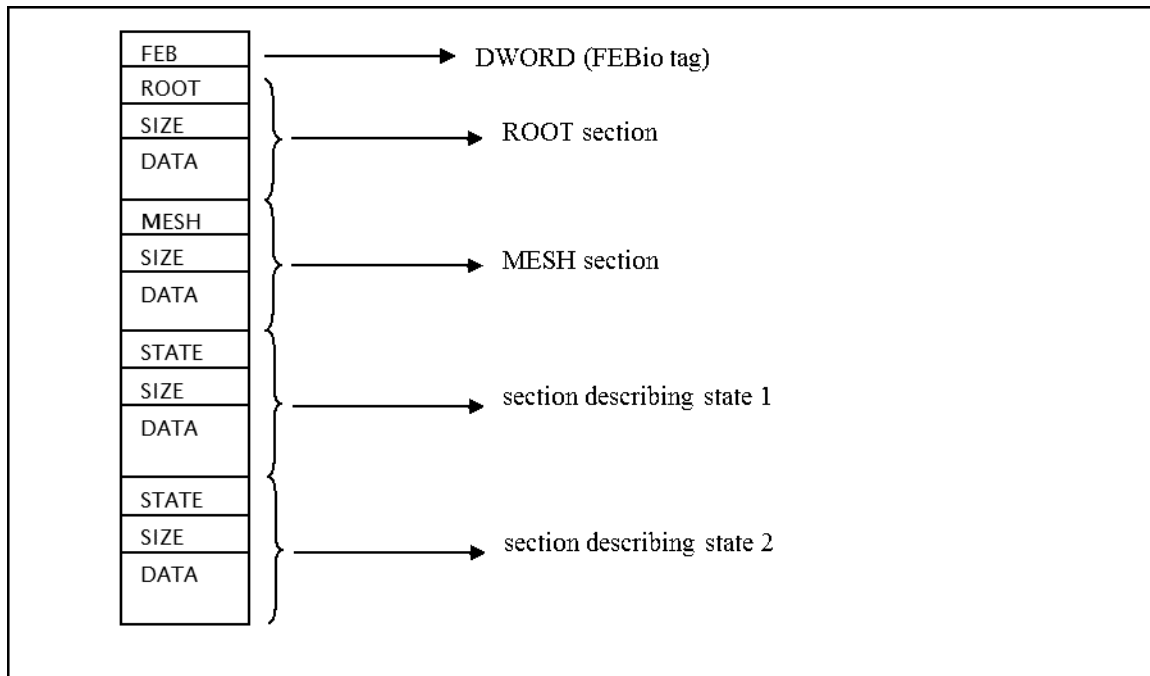 FEB
DWORD (FEBio tag)
ROOT
SIZE
ROOT section
DATA
MESH
SIZE
MESH section
DATA
STATE
SIZE
section describing state 1
DATA
STATE
SIZE
section describing state 2
DATA